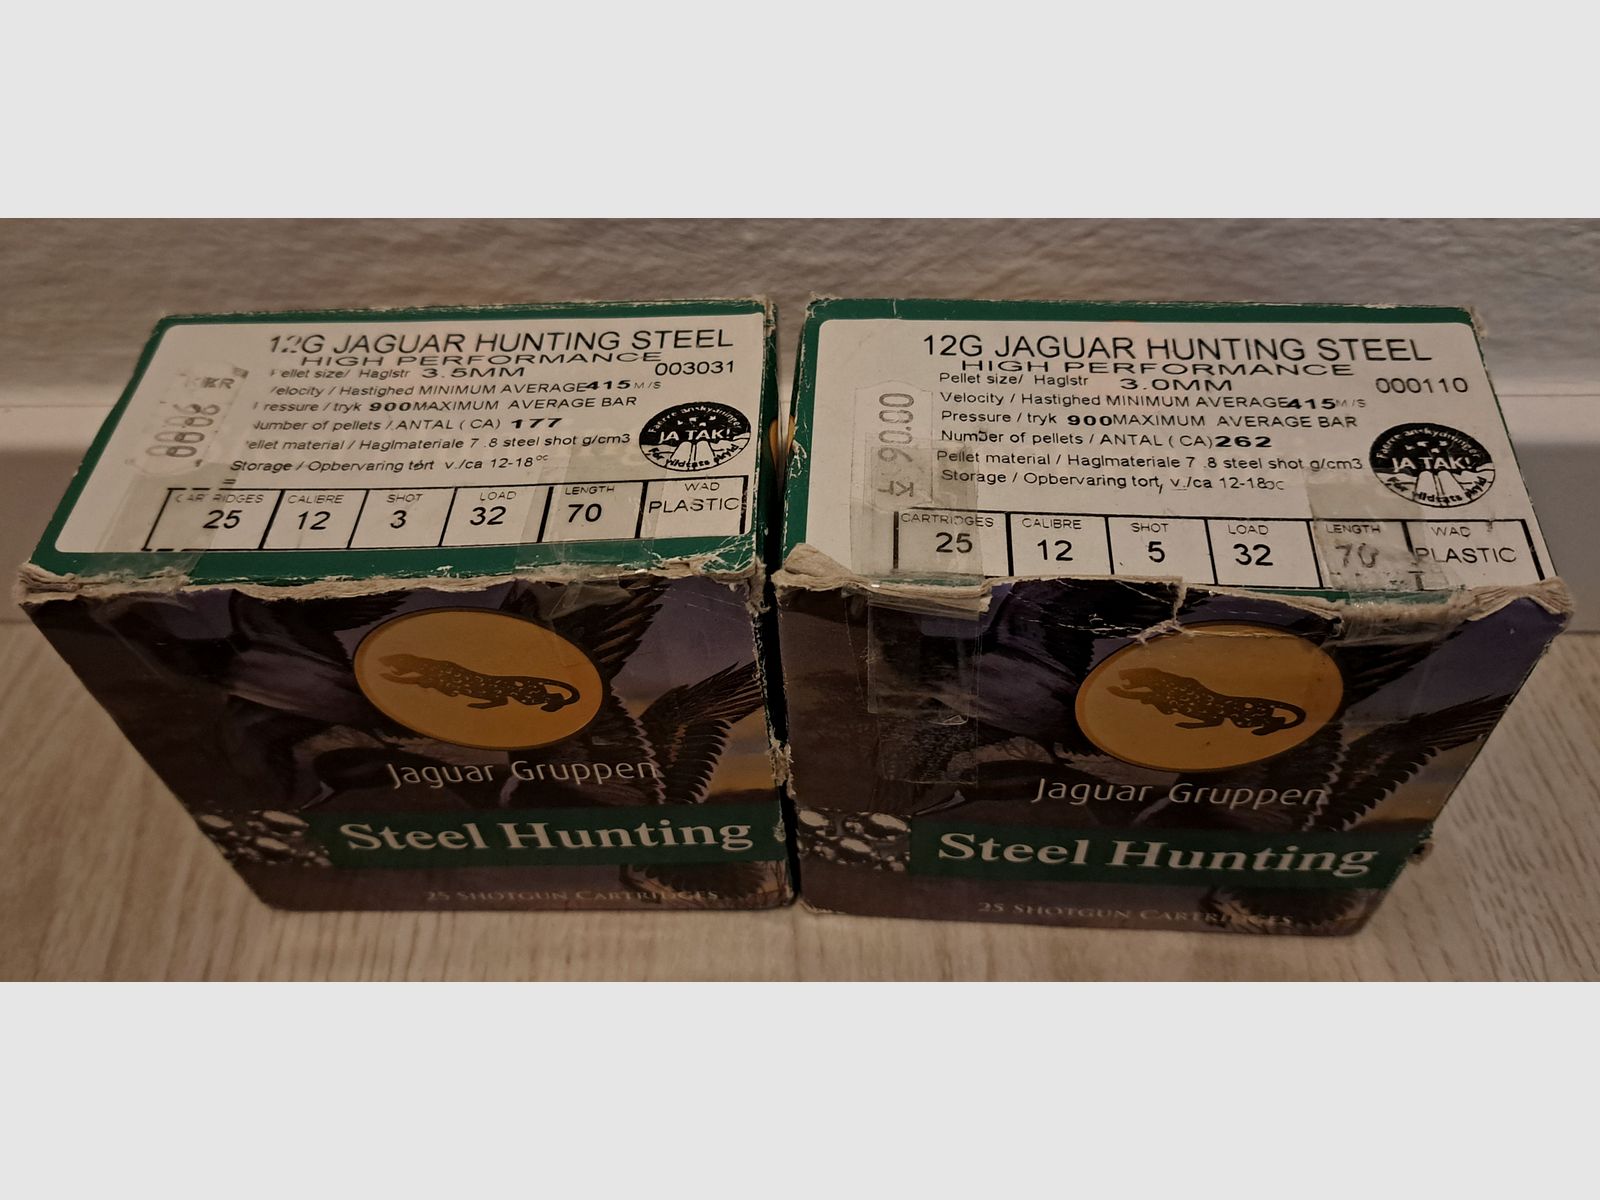 12G JAGUAR HUNTING STEEL
HIGH PERFORMANCE
Pellet size/ Haglstr 3.5MM
003031
Velocity / Hastighed MINIMUM AVERAGE 415 M/S
Pressure / tryk 900 MAXIMUM AVERAGE BAR
Number of pellets / ANTAL ( CA) 177
Pellet material / Haglmateriale 7 .8 steel shot g/cm3
Storage / Opbervaring tort v./ca 12-18°C
JA TAK!
KR
CARTRIDGES CALIBRE SHOT LOAD LENGTH WAD
25 12 3 32 70 PLASTIC
Jaguar Gruppen
Steel Hunting
25 SHOTGUN CARTRIDGES
12G JAGUAR HUNTING STEEL
HIGH PERFORMANCE
Pellet size/ Haglstr 3.0MM
000110
Velocity / Hastighed MINIMUM AVERAGE 415 M/S
Pressure / tryk 900 MAXIMUM AVERAGE BAR
Number of pellets / ANTAL ( CA) 262
Pellet material / Haglmateriale 7 .8 steel shot g/cm3
Storage / Opbervaring tort, v./ca 12-18°C
JA TAK!
90.00
CARTRIDGES CALIBRE SHOT LOAD LENGTH WAD
25 12 5 32 70 PLASTIC
Jaguar Gruppen
Steel Hunting
25 SHOTGUN CARTRIDGES